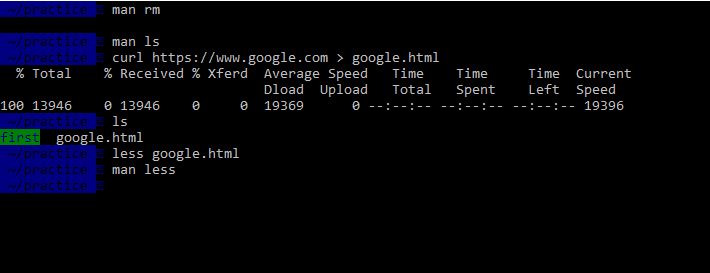 ~/practice man rm
~/practice man ls
~/practice curl https://www.google.com > google.html
% Total % Received % Xferd Average Speed Time Time Time Current
Dload Upload Total Spent Left Speed
100 13946 0 13946 0 0 19369 0 --:--:-- --:--:-- --:--:-- 19396
~/practice ls
first google.html
~/practice less google.html
~/practice man less
~/practice